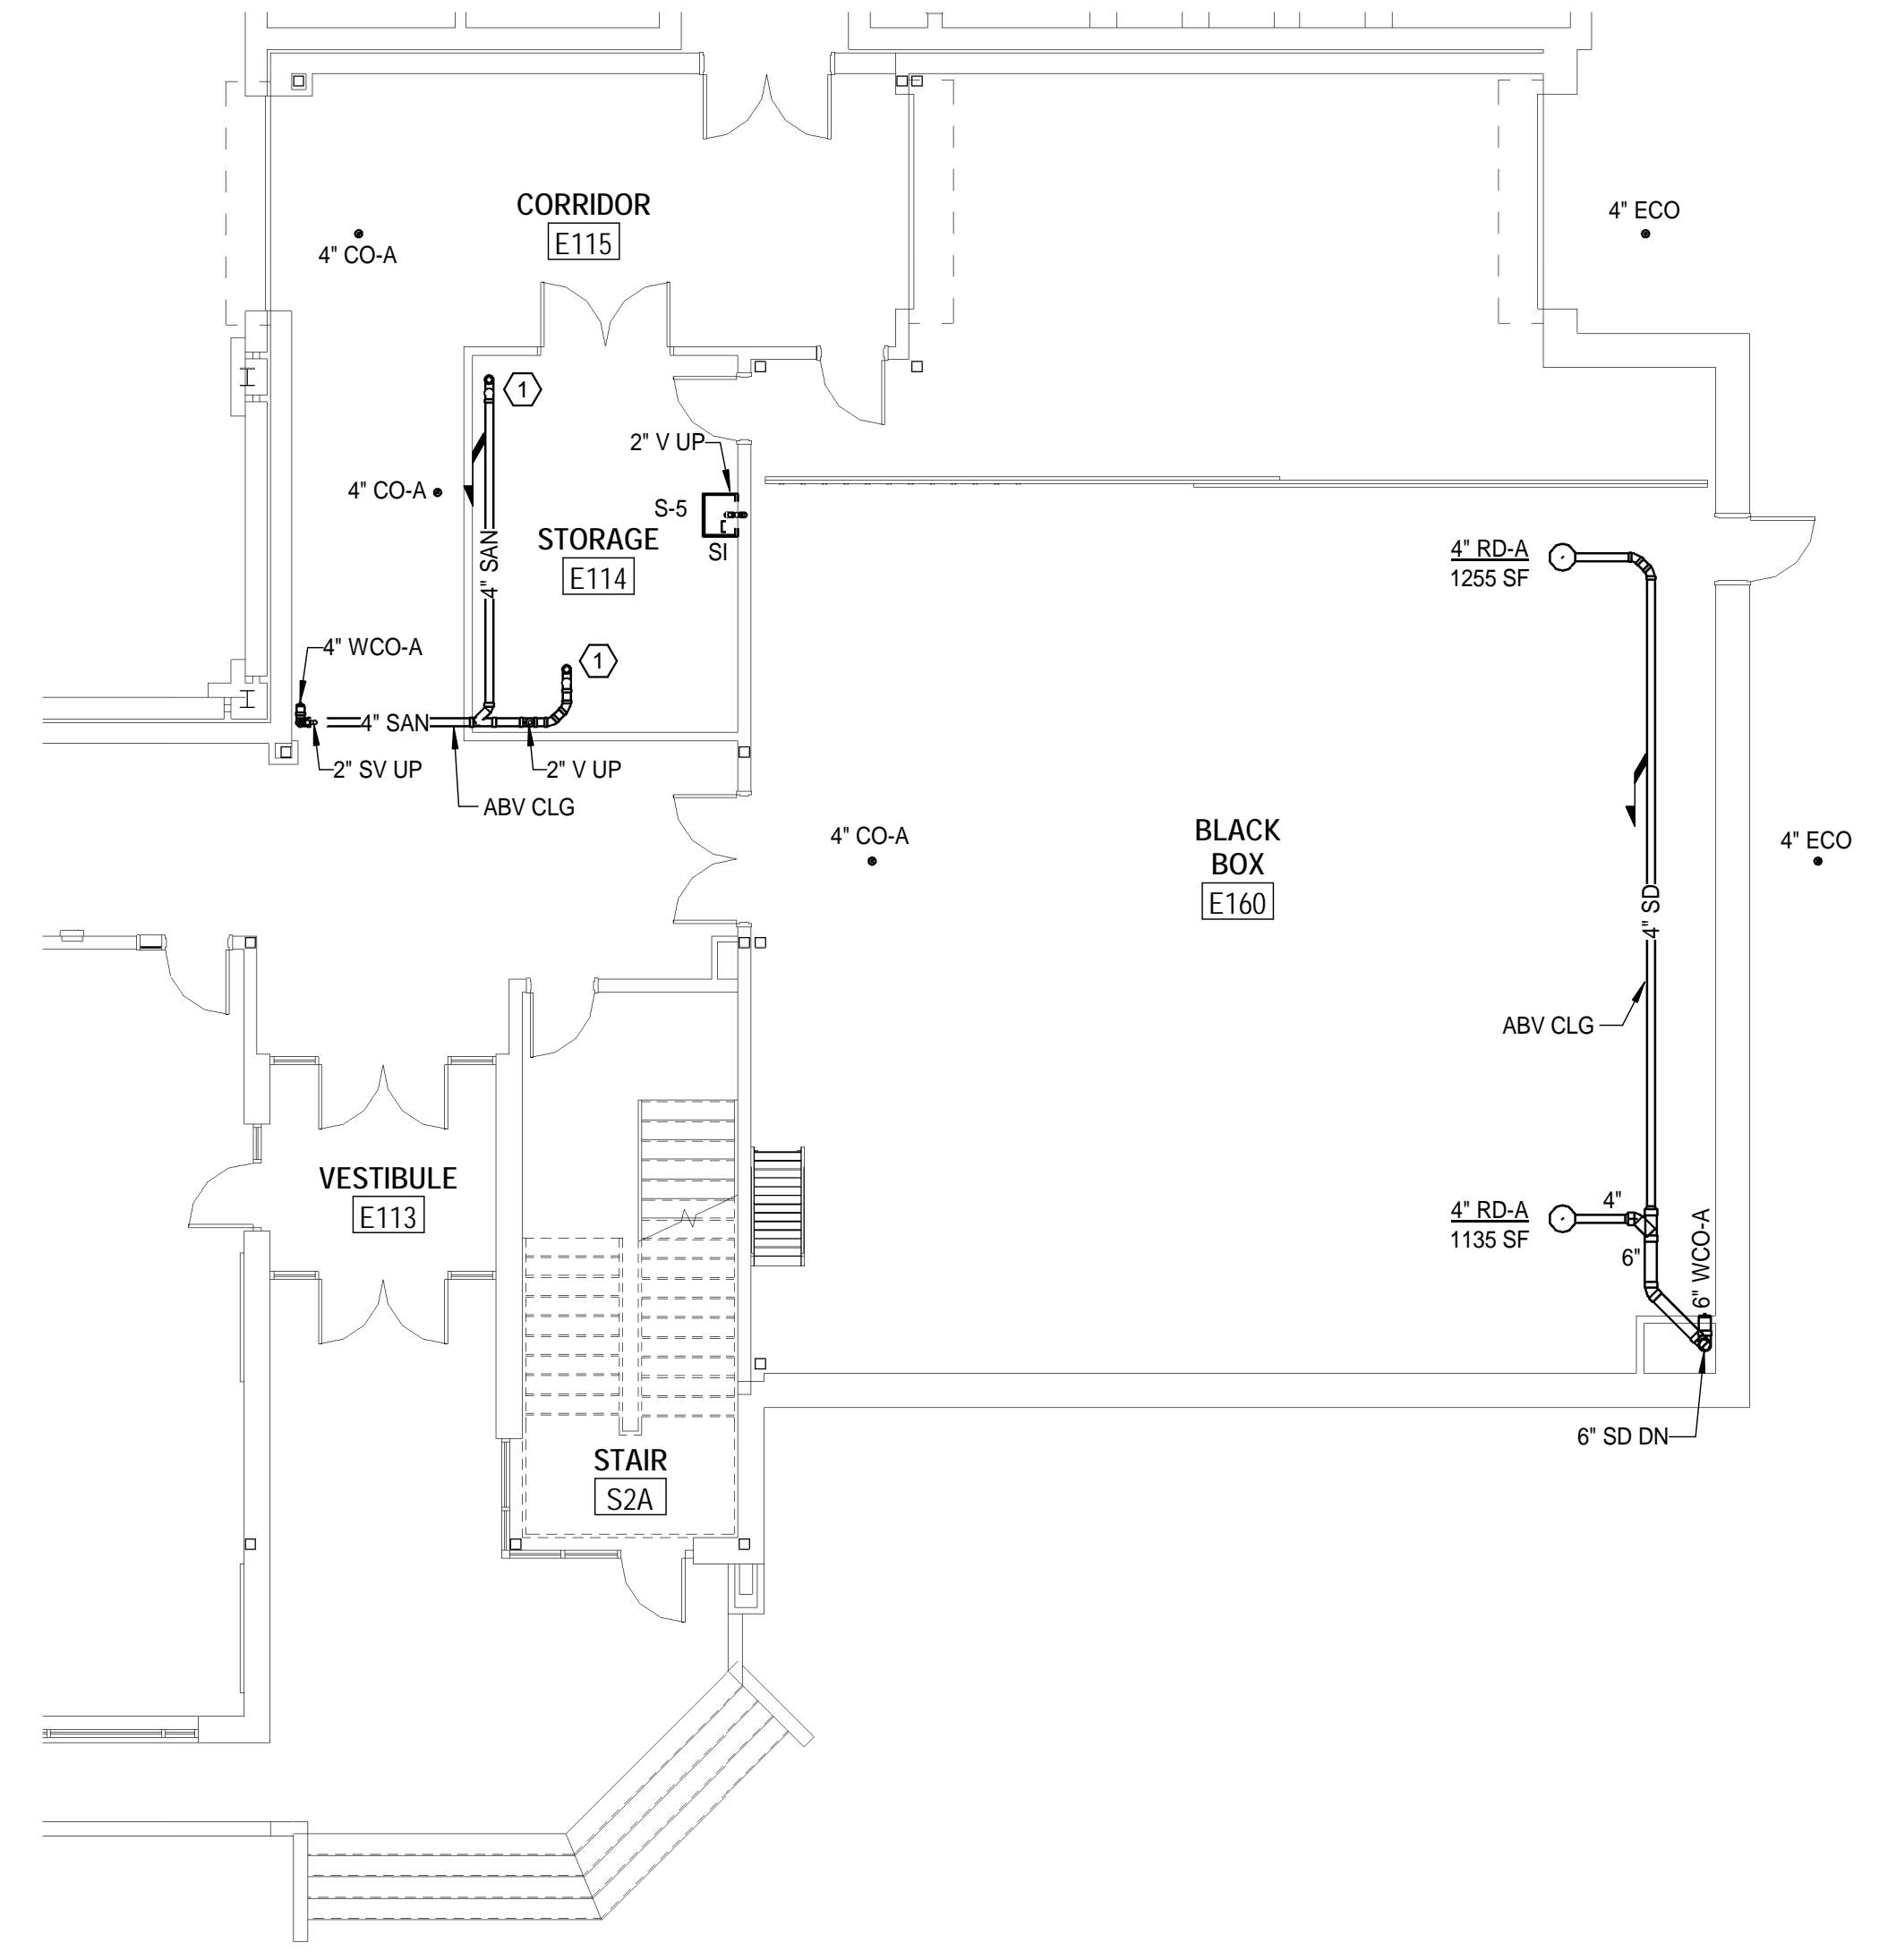 CORRIDOR
E115
4" CO-A
4" ECO
1
2" V UP
4" CO-A
S-5
SI
4" SAN
STORAGE
E114
4" RD-A
1255 SF
4" WCO-A
1
4" SAN
2" SV UP
2" V UP
ABV CLG
4" CO-A
BLACK
BOX
E160
4" SD
4" ECO
ABV CLG
VESTIBULE
E113
4" RD-A
1135 SF
4"
6"
6" WCO-A
6" SD DN
STAIR
S2A